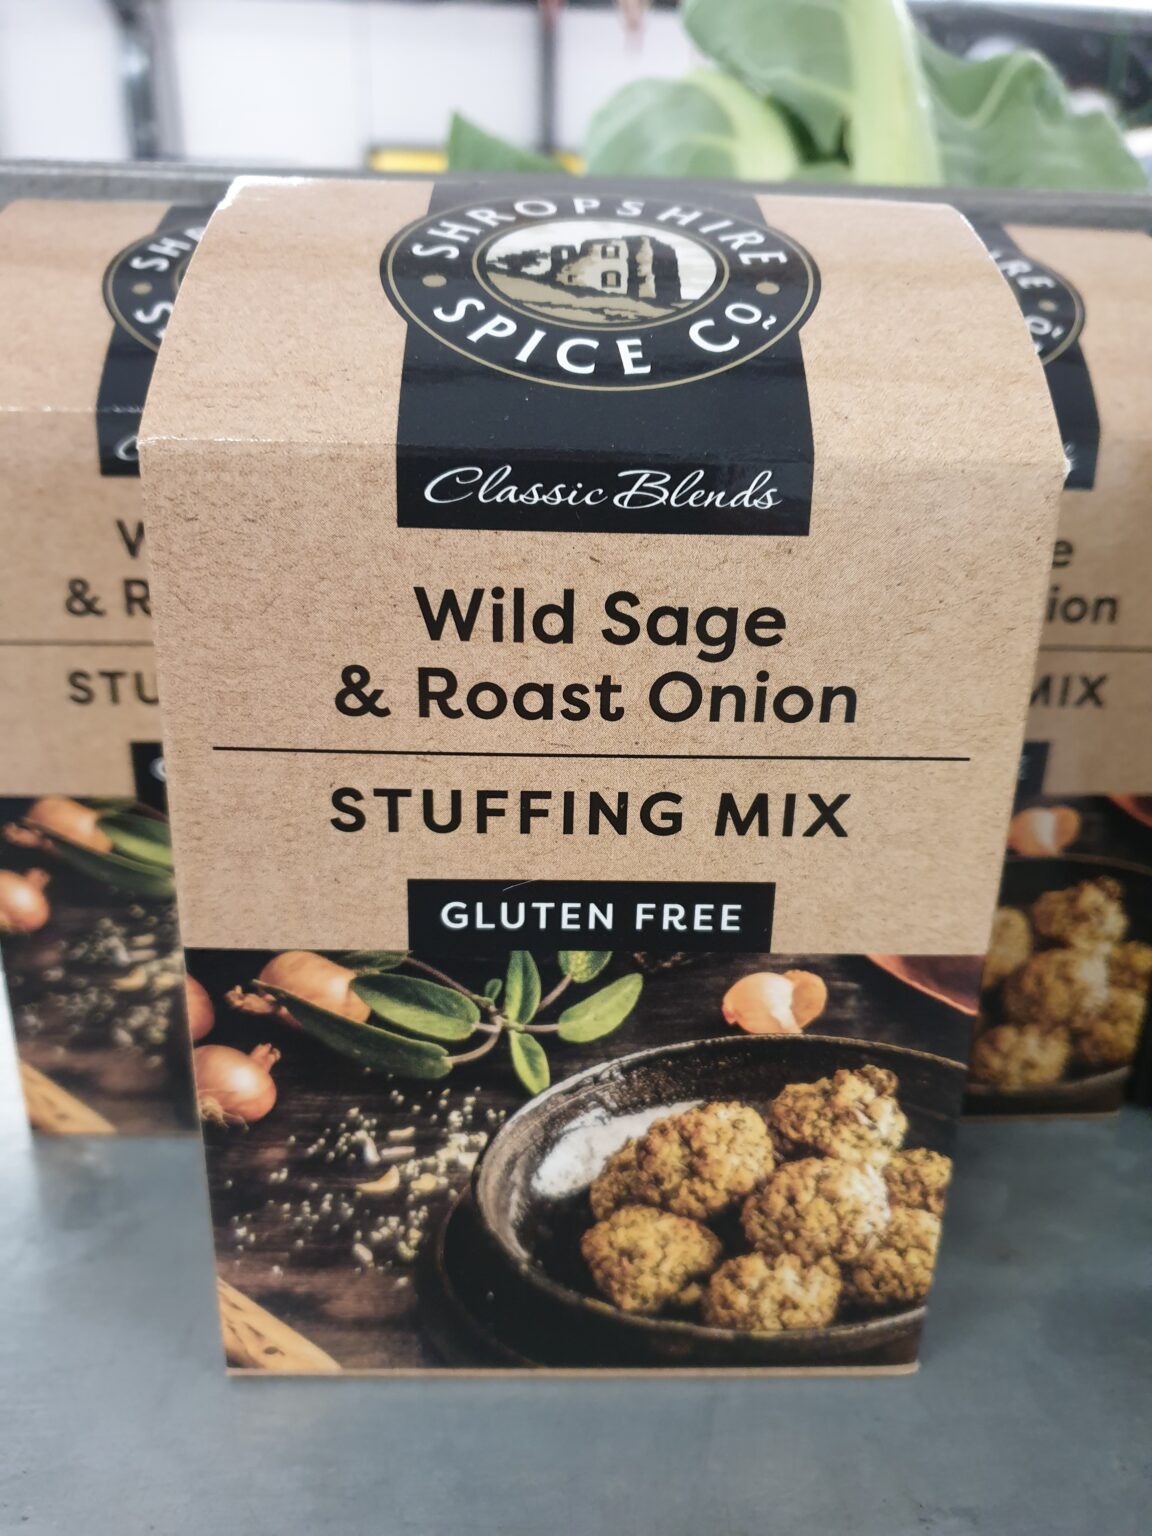 SHROPSHIRE
SPICE Co.
Classic Blends
Wild Sage
& Roast Onion
STUFFING MIX
GLUTEN FREE